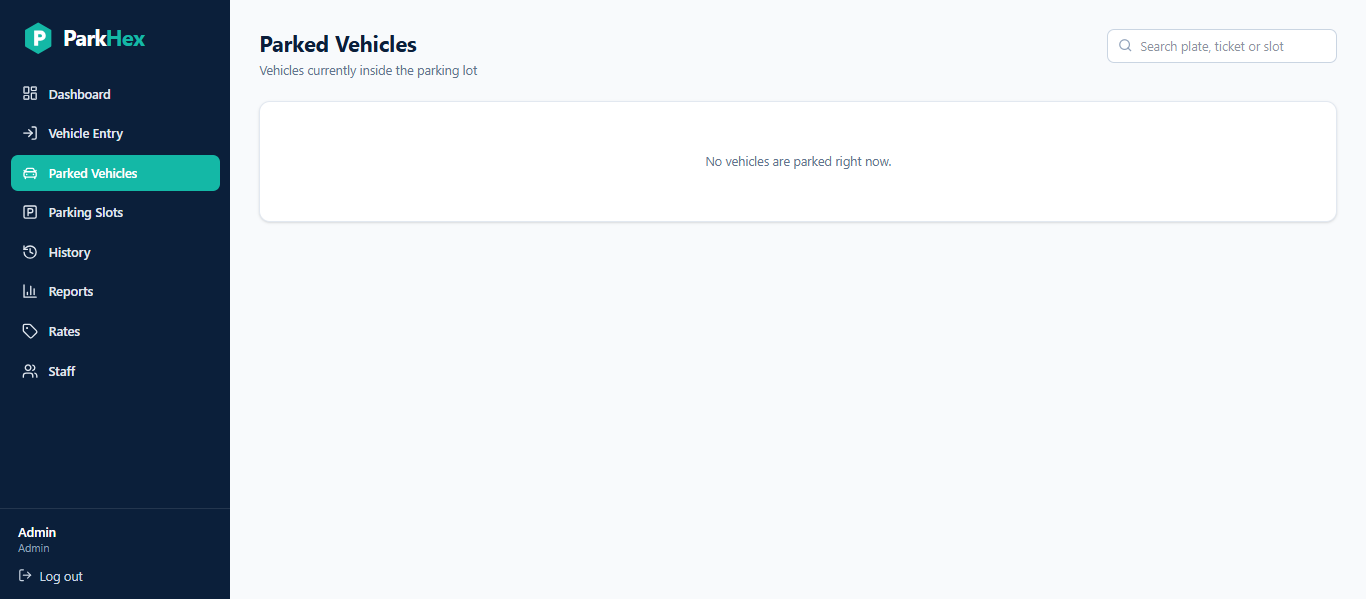 ParkHex
Dashboard
Vehicle Entry
Parked Vehicles
Parking Slots
History
Reports
Rates
Staff
Admin
Admin
Log out
Parked Vehicles
Vehicles currently inside the parking lot
Search plate, ticket or slot
No vehicles are parked right now.